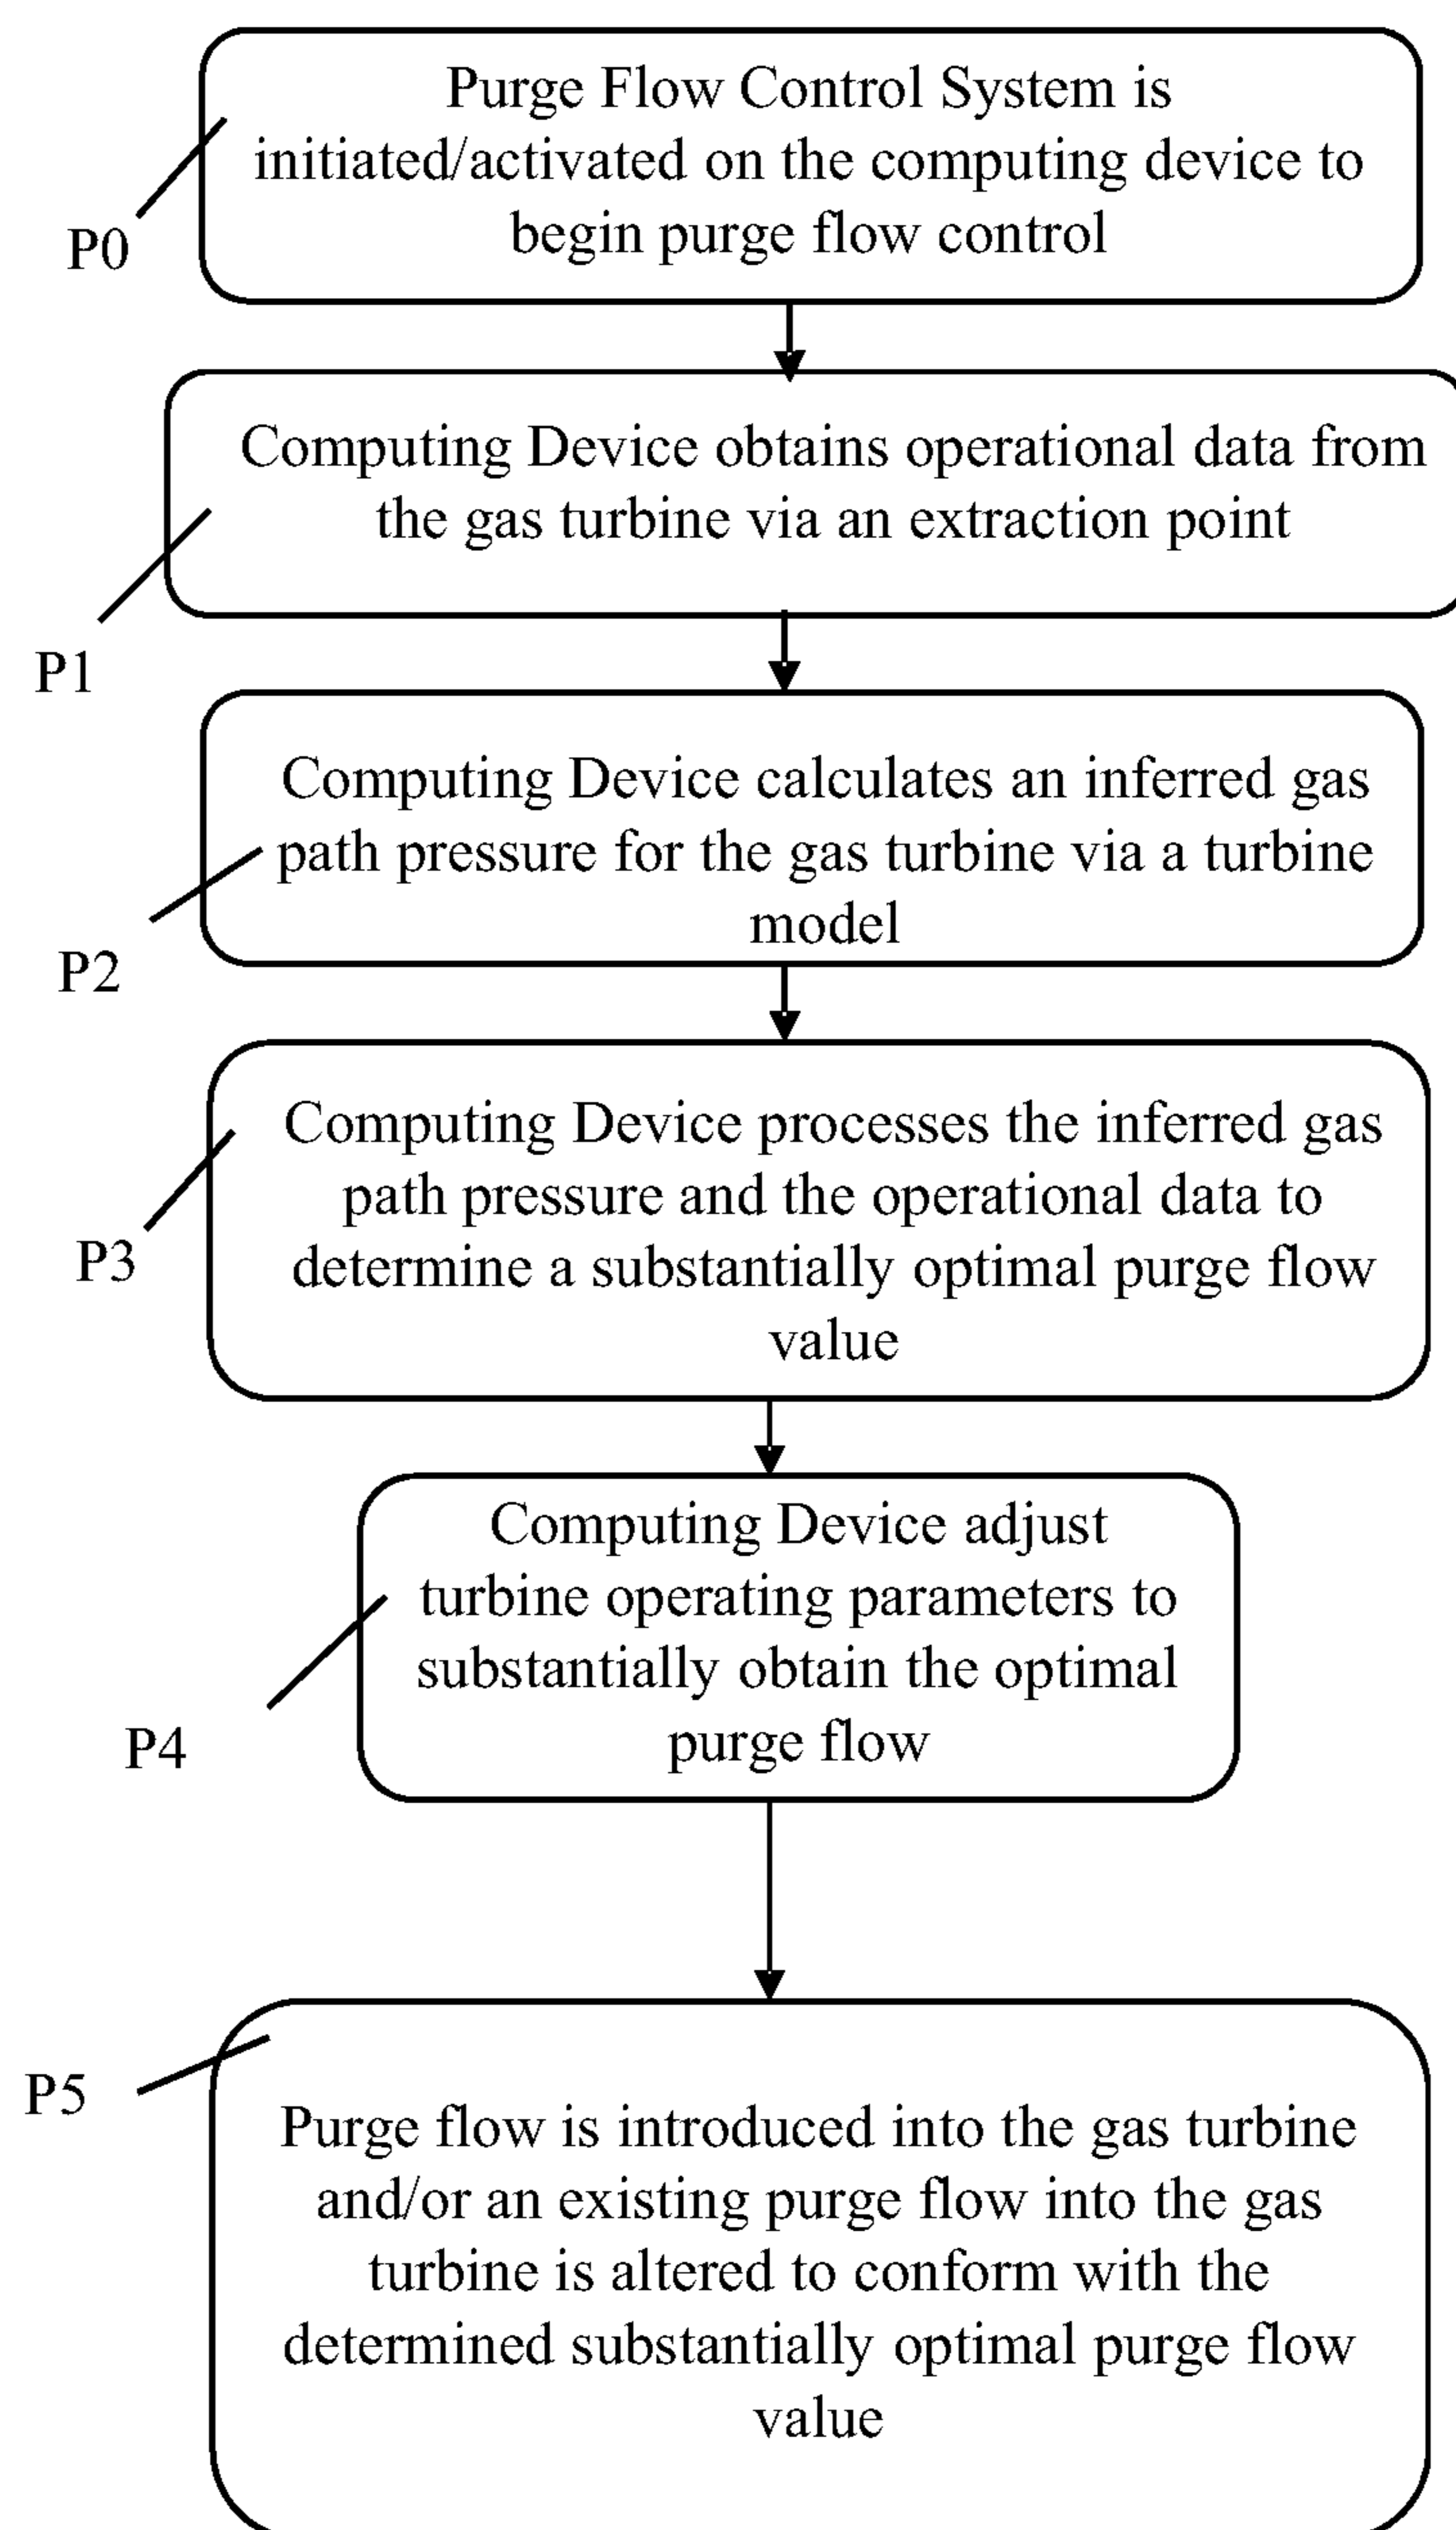 Purge Flow Control System is
initiated/activated on the computing device to
begin purge flow control
P0
Computing Device obtains operational data from
the gas turbine via an extraction point
P1
Computing Device calculates an inferred gas
path pressure for the gas turbine via a turbine
model
P2
Computing Device processes the inferred gas
path pressure and the operational data to
determine a substantially optimal purge flow
value
P3
Computing Device adjust
turbine operating parameters to
substantially obtain the optimal
purge flow
P4
P5
Purge flow is introduced into the gas turbine
and/or an existing purge flow into the gas
turbine is altered to conform with the
determined substantially optimal purge flow
value